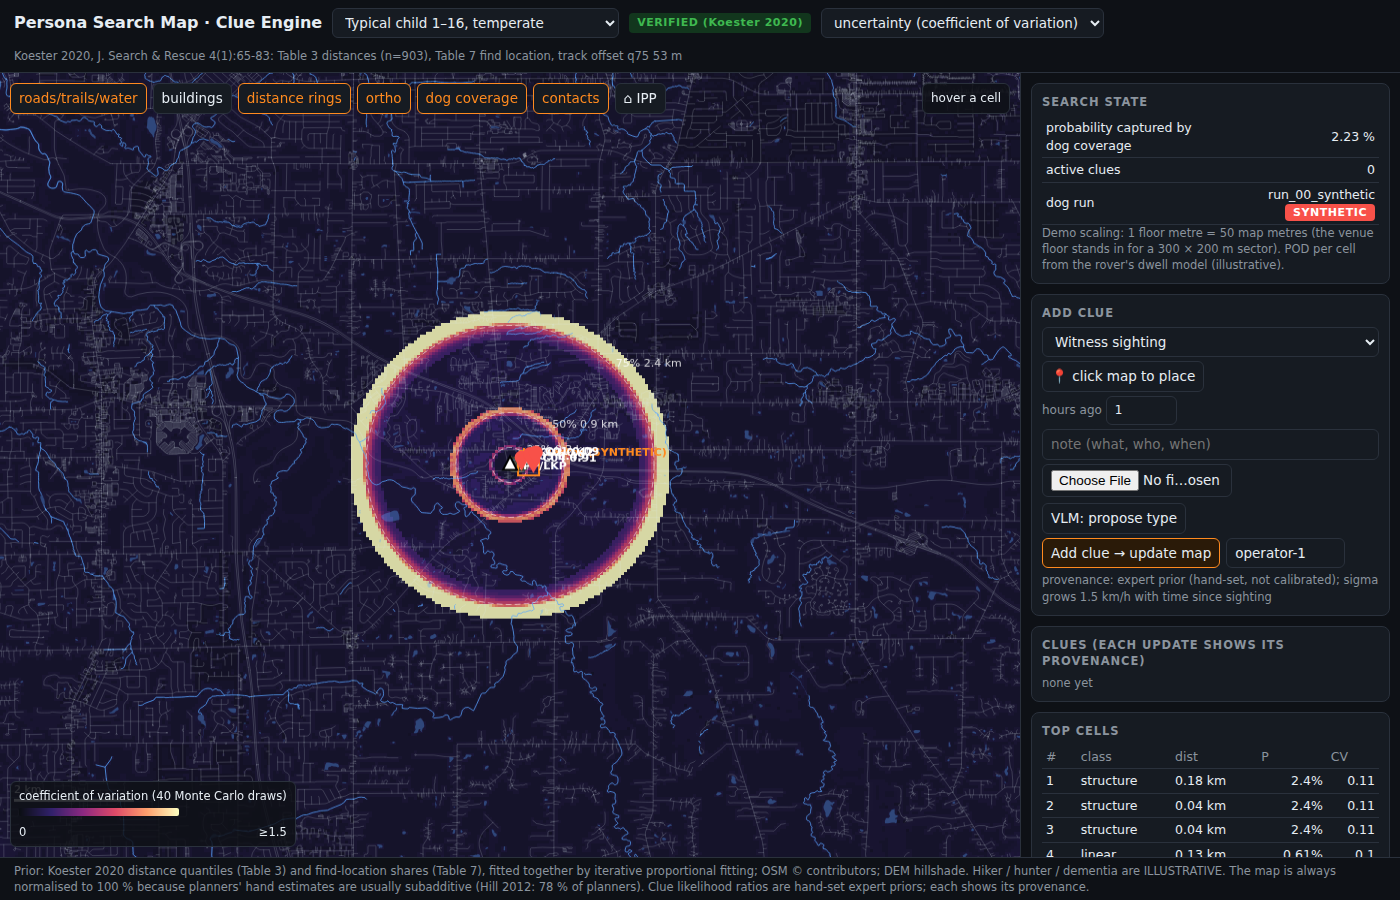 Persona Search Map · Clue Engine
Typical child 1–16, temperate
VERIFIED (Koester 2020)
uncertainty (coefficient of variation)
Koester 2020, J. Search & Rescue 4(1):65-83: Table 3 distances (n=903), Table 7 find location, track offset q75 53 m
roads/trails/water
buildings
distance rings
ortho
dog coverage
contacts
⌂ IPP
hover a cell
75% 2.4 km
50% 0.9 km
SYNTHETIC)
0.91
/LKP
coefficient of variation (40 Monte Carlo draws)
0
≥1.5
SEARCH STATE
probability captured by
dog coverage
2.23 %
active clues
0
dog run
run_00_synthetic
SYNTHETIC
Demo scaling: 1 floor metre = 50 map metres (the venue
floor stands in for a 300 × 200 m sector). POD per cell
from the rover's dwell model (illustrative).
ADD CLUE
Witness sighting
📍 click map to place
hours ago
1
note (what, who, when)
Choose File
No fi...osen
VLM: propose type
Add clue → update map
operator-1
provenance: expert prior (hand-set, not calibrated); sigma
grows 1.5 km/h with time since sighting
CLUES (EACH UPDATE SHOWS ITS
PROVENANCE)
none yet
TOP CELLS
# class dist P CV
1 structure 0.18 km 2.4% 0.11
2 structure 0.04 km 2.4% 0.11
3 structure 0.04 km 2.4% 0.11
4 linear 0.13 km 0.61% 0.1
Prior: Koester 2020 distance quantiles (Table 3) and find-location shares (Table 7), fitted together by iterative proportional fitting; OSM © contributors; DEM hillshade. Hiker / hunter / dementia are ILLUSTRATIVE. The map is always
normalised to 100 % because planners' hand estimates are usually subadditive (Hill 2012: 78 % of planners). Clue likelihood ratios are hand-set expert priors; each shows its provenance.